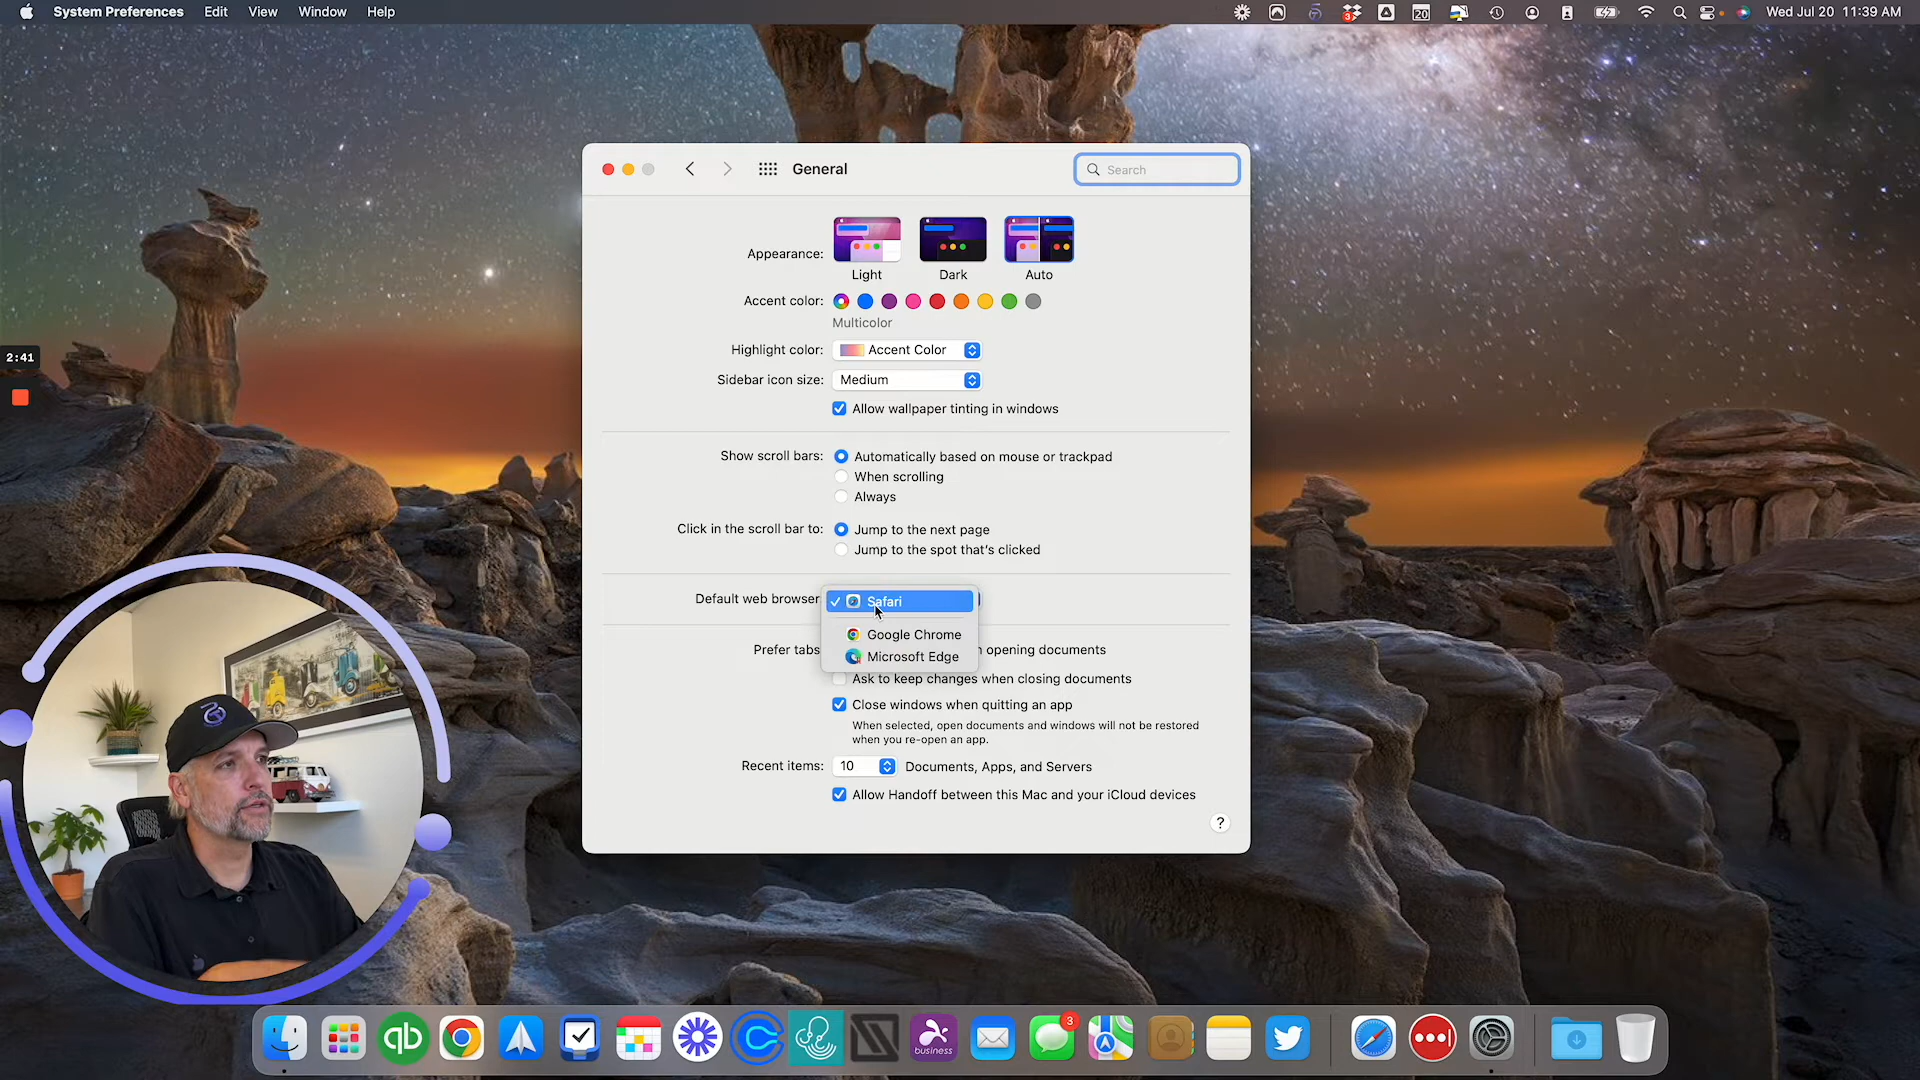 System Preferences Edit View Window Help
3
20
Wed Jul 20 11:39 AM
General
Search
Appearance:
Light Dark Auto
Accent color:
Multicolor
Highlight color: Accent Color
Sidebar icon size: Medium
Allow wallpaper tinting in windows
Show scroll bars: Automatically based on mouse or trackpad
When scrolling
Always
Click in the scroll bar to: Jump to the next page
Jump to the spot that's clicked
Default web browser
Safari
Google Chrome
Microsoft Edge
Prefer tabs
opening documents
Ask to keep changes when closing documents
Close windows when quitting an app
When selected, open documents and windows will not be restored
when you re-open an app.
Recent items: 10 Documents, Apps, and Servers
Allow Handoff between this Mac and your iCloud devices
?
2:41
qb
business
3